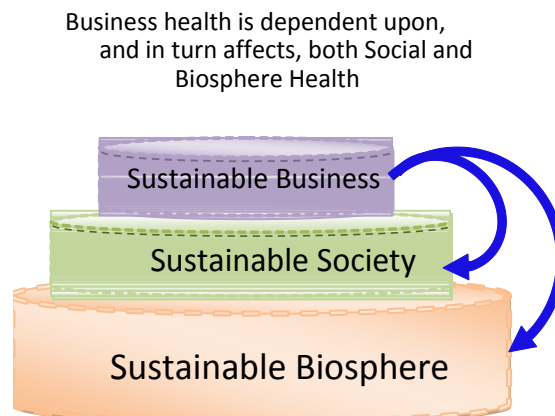 Business health is dependent upon,
and in turn affects, both Social and
Biosphere Health
Sustainable Business
Sustainable Society
Sustainable Biosphere